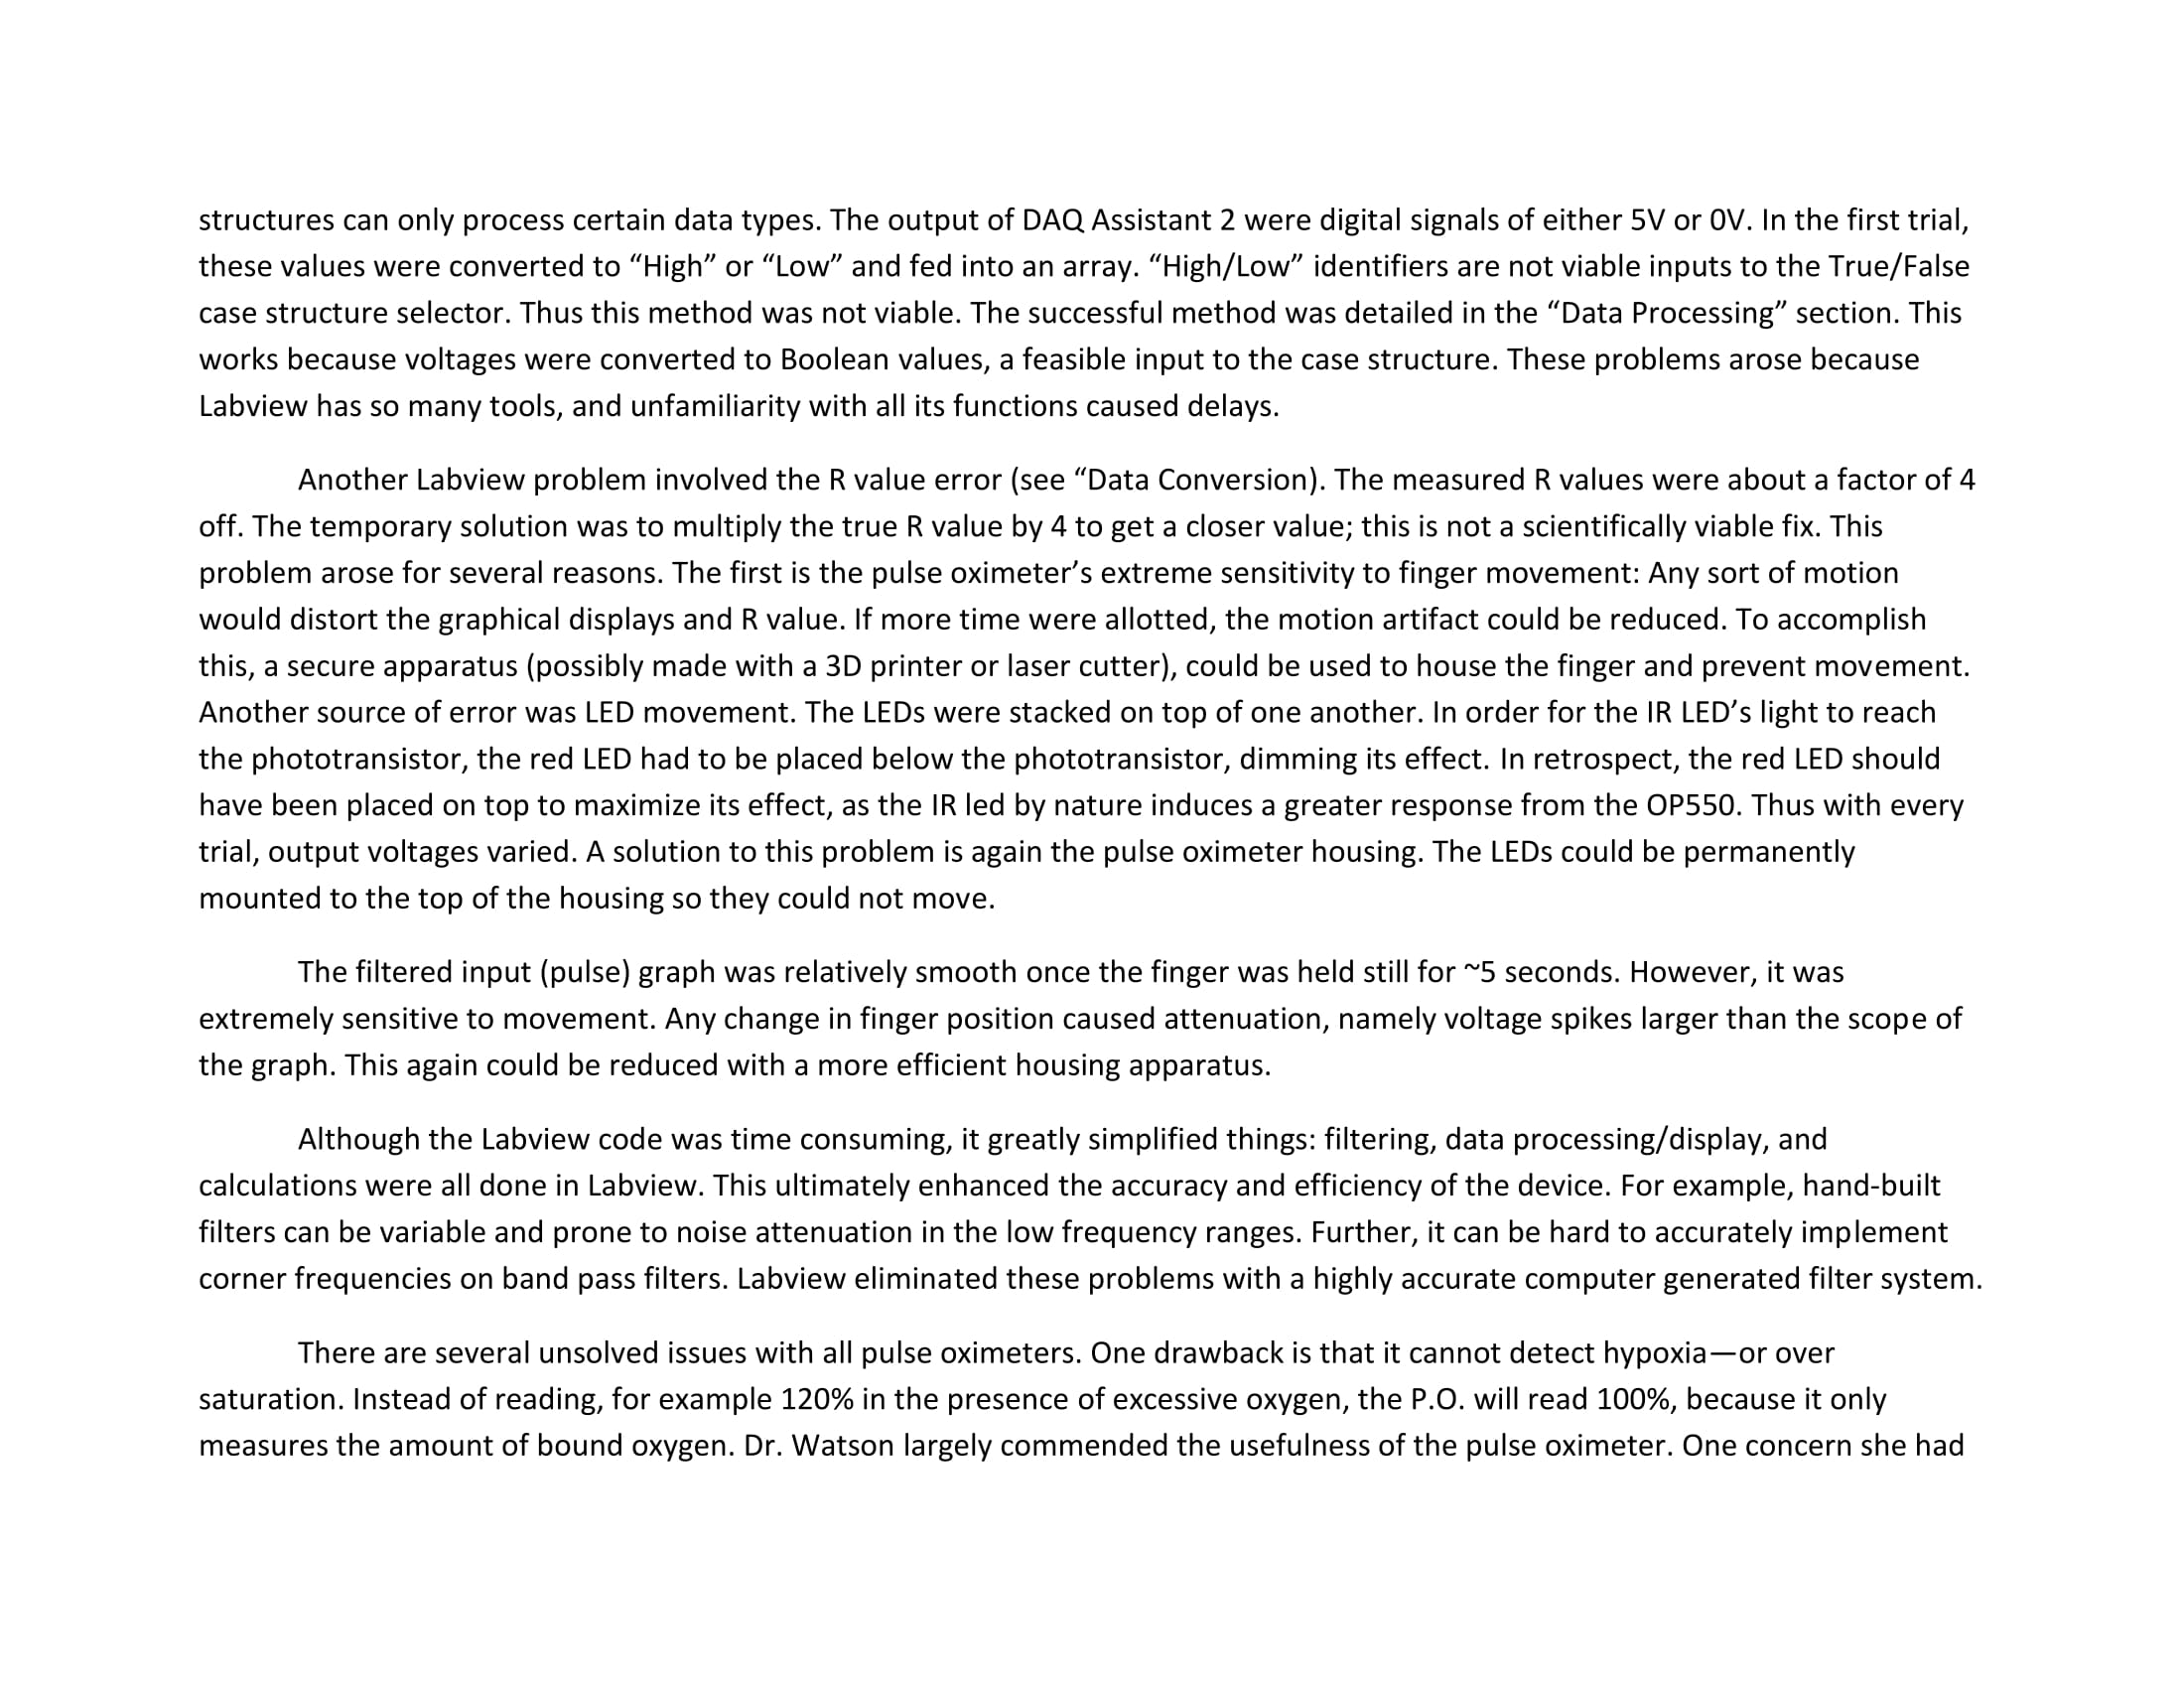 structures can only process certain data types. The output of DAQ Assistant 2 were digital signals of either 5V or 0V. In the first trial,
these values were converted to “High” or “Low” and fed into an array. “High/Low” identifiers are not viable inputs to the True/False
case structure selector. Thus this method was not viable. The successful method was detailed in the “Data Processing” section. This
works because voltages were converted to Boolean values, a feasible input to the case structure. These problems arose because
Labview has so many tools, and unfamiliarity with all its functions caused delays.
Another Labview problem involved the R value error (see “Data Conversion). The measured R values were about a factor of 4
off. The temporary solution was to multiply the true R value by 4 to get a closer value; this is not a scientifically viable fix. This
problem arose for several reasons. The first is the pulse oximeter’s extreme sensitivity to finger movement: Any sort of motion
would distort the graphical displays and R value. If more time were allotted, the motion artifact could be reduced. To accomplish
this, a secure apparatus (possibly made with a 3D printer or laser cutter), could be used to house the finger and prevent movement.
Another source of error was LED movement. The LEDs were stacked on top of one another. In order for the IR LED’s light to reach
the phototransistor, the red LED had to be placed below the phototransistor, dimming its effect. In retrospect, the red LED should
have been placed on top to maximize its effect, as the IR led by nature induces a greater response from the OP550. Thus with every
trial, output voltages varied. A solution to this problem is again the pulse oximeter housing. The LEDs could be permanently
mounted to the top of the housing so they could not move.
The filtered input (pulse) graph was relatively smooth once the finger was held still for ~5 seconds. However, it was
extremely sensitive to movement. Any change in finger position caused attenuation, namely voltage spikes larger than the scope of
the graph. This again could be reduced with a more efficient housing apparatus.
Although the Labview code was time consuming, it greatly simplified things: filtering, data processing/display, and
calculations were all done in Labview. This ultimately enhanced the accuracy and efficiency of the device. For example, hand-built
filters can be variable and prone to noise attenuation in the low frequency ranges. Further, it can be hard to accurately implement
corner frequencies on band pass filters. Labview eliminated these problems with a highly accurate computer generated filter system.
There are several unsolved issues with all pulse oximeters. One drawback is that it cannot detect hypoxia—or over
saturation. Instead of reading, for example 120% in the presence of excessive oxygen, the P.O. will read 100%, because it only
measures the amount of bound oxygen. Dr. Watson largely commended the usefulness of the pulse oximeter. One concern she had